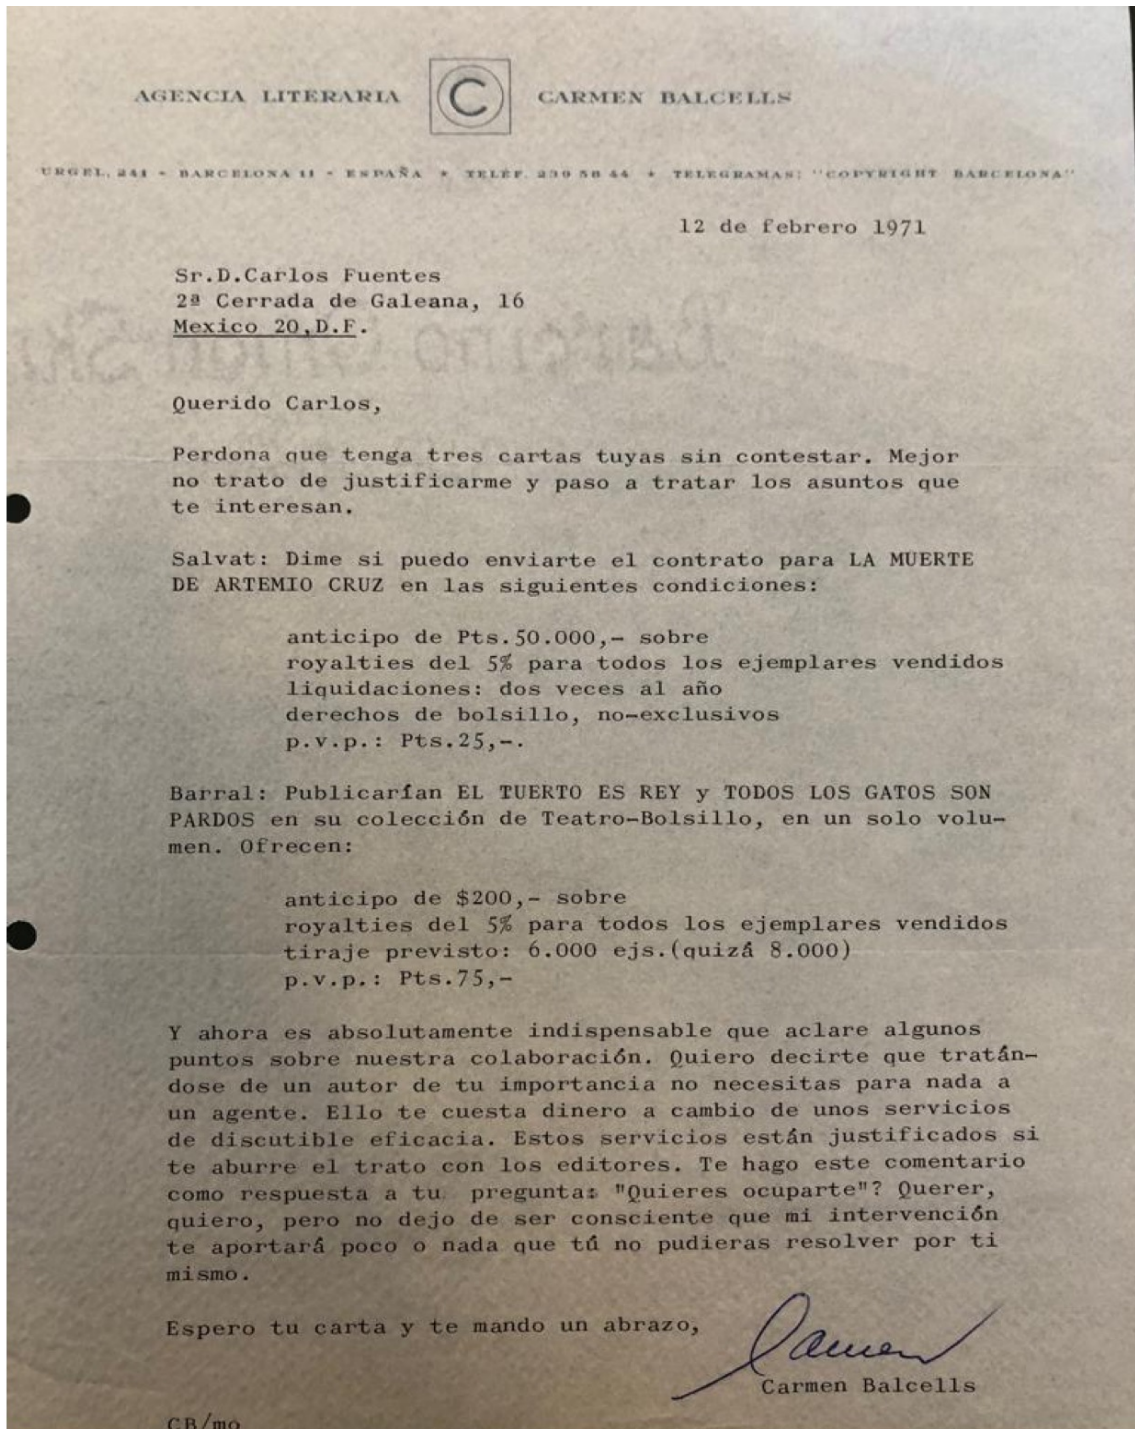 AGENCIA LITERARIA C CARMEN BALCELLS
URGEL, 241 - BARCELONA 11 - ESPAÑA * TELÉF. 239 58 44 * TELEGRAMAS: "COPYRIGHT BARCELONA"
12 de febrero 1971
Sr.D.Carlos Fuentes
2ª Cerrada de Galeana, 16
Mexico 20,D.F.
Querido Carlos,
Perdona que tenga tres cartas tuyas sin contestar. Mejor
no trato de justificarme y paso a tratar los asuntos que
te interesan.
Salvat: Dime si puedo enviarte el contrato para LA MUERTE
DE ARTEMIO CRUZ en las siguientes condiciones:
anticipo de Pts.50.000,- sobre
royalties del 5% para todos los ejemplares vendidos
liquidaciones: dos veces al año
derechos de bolsillo, no-exclusivos
p.v.p.: Pts.25,-.
Barral: Publicarían EL TUERTO ES REY y TODOS LOS GATOS SON
PARDOS en su colección de Teatro-Bolsillo, en un solo volu-
men. Ofrecen:
anticipo de $200,- sobre
royalties del 5% para todos los ejemplares vendidos
tiraje previsto: 6.000 ejs.(quizá 8.000)
p.v.p.: Pts.75,-
Y ahora es absolutamente indispensable que aclare algunos
puntos sobre nuestra colaboración. Quiero decirte que tratán-
dose de un autor de tu importancia no necesitas para nada a
un agente. Ello te cuesta dinero a cambio de unos servicios
de discutible eficacia. Estos servicios están justificados si
te aburre el trato con los editores. Te hago este comentario
como respuesta a tu pregunta: "Quieres ocuparte"? Querer,
quiero, pero no dejo de ser consciente que mi intervención
te aportará poco o nada que tú no pudieras resolver por ti
mismo.
Espero tu carta y te mando un abrazo,
Carmen
Carmen Balcells
CB/mo